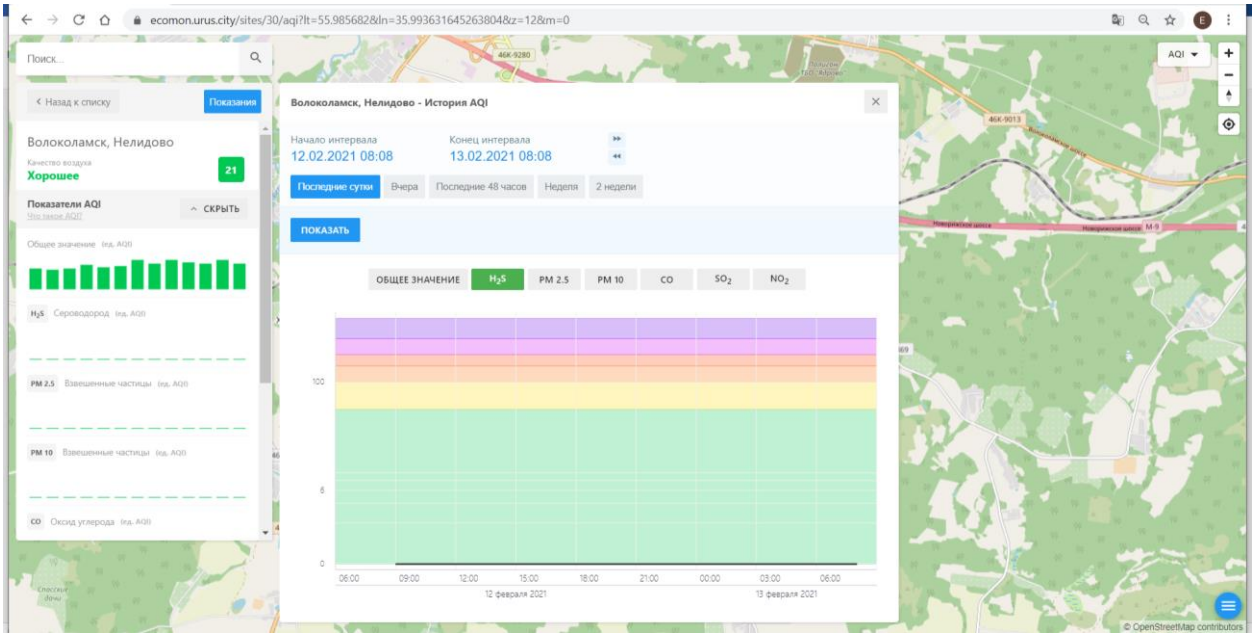 ecomon.urus.city/sites/30/aqi?lt=55.985682&ln=35.993631645263804&z=12&m=0
E
Поиск...
AQI
< Назад к списку
Показания
Волоколамск, Нелидово
Качество воздуха
Хорошее
21
Показатели AQI
Что такое AQI?
СКРЫТЬ
Общее значение (ед. AQI)
H₂S Сероводород (ед. AQI)
PM 2.5 Взвешенные частицы (ед. AQI)
PM 10 Взвешенные частицы (ед. AQI)
CO Оксид углерода (ед. AQI)
Волоколамск, Нелидово - История AQI
Начало интервала Конец интервала
12.02.2021 08:08 13.02.2021 08:08
Последние сутки Вчера Последние 48 часов Неделя 2 недели
ПОКАЗАТЬ
ОБЩЕЕ ЗНАЧЕНИЕ H₂S PM 2.5 PM 10 CO SO₂ NO₂
100
6
0
06:00 09:00 12:00 15:00 18:00 21:00 00:00 03:00 06:00
12 февраля 2021 13 февраля 2021
46K-9280
46K-9013
Волоколамское шоссе
Новорижское шоссе
Новорижское шоссе M-9
© OpenStreetMap contributors